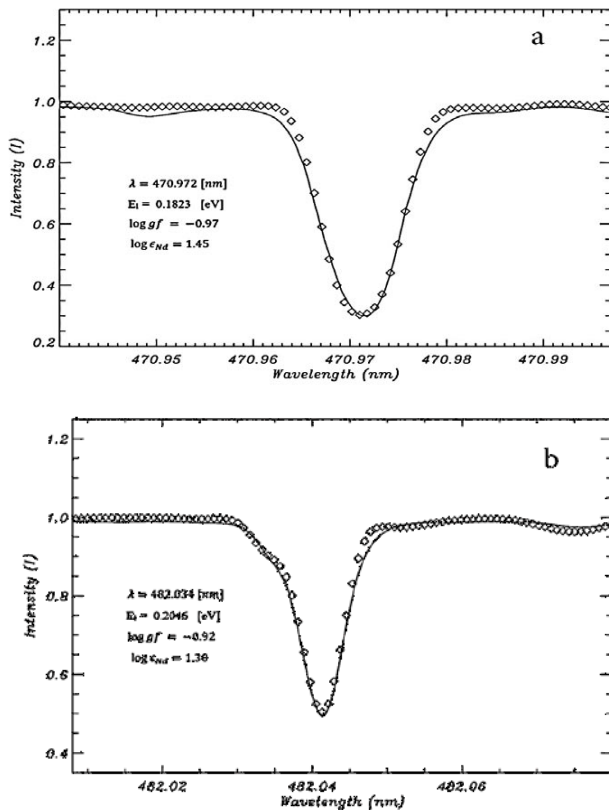 a
1.2
1.0
0.8
0.6
0.4
0.2
Intensity (I)
λ = 470.972 [nm]
E₁ = 0.1823 [eV]
log gf = −0.97
log ϵNd = 1.45
470.95 470.96 470.97 470.98 470.99
Wavelength (nm)
b
1.2
1.0
0.8
0.6
0.4
Intensity (I)
λ = 482.034 [nm]
E₁ = 0.2046 [eV]
log gf = −0.92
log ϵNd = 1.36
482.02 482.04 482.06
Wavelength (nm)